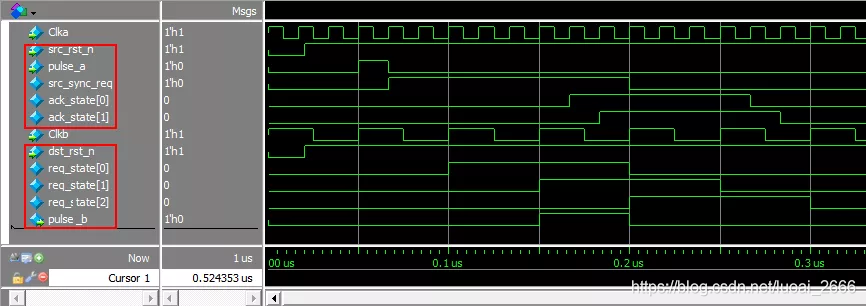 Msgs
Clka 1'h1
src_rst_n 1'h1
pulse_a 1'h0
src_sync_req 1'h0
ack_state[0] 0
ack_state[1] 0
Clkb 1'h1
dst_rst_n 1'h1
req_state[0] 0
req_state[1] 0
req_state[2] 0
pulse_b 1'h0
Now 1 us 00 us 0.1 us 0.2 us 0.3 us
Cursor 1 0.524353 us
https://blog.csdn.net/luoai_2666